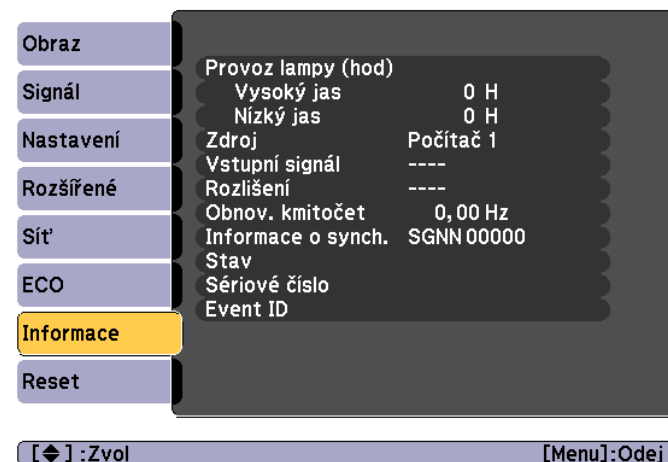 Obraz
Signál
Nastavení
Rozšířené
Síť
ECO
Informace
Reset
Provoz lampy (hod)
Vysoký jas 0 H
Nízký jas 0 H
Zdroj Počítač 1
Vstupní signál ----
Rozlišení ----
Obnov. kmitočet 0,00 Hz
Informace o synch. SGNN 00000
Stav
Sériové číslo
Event ID
[◆] :Zvol [Menu]:Odej